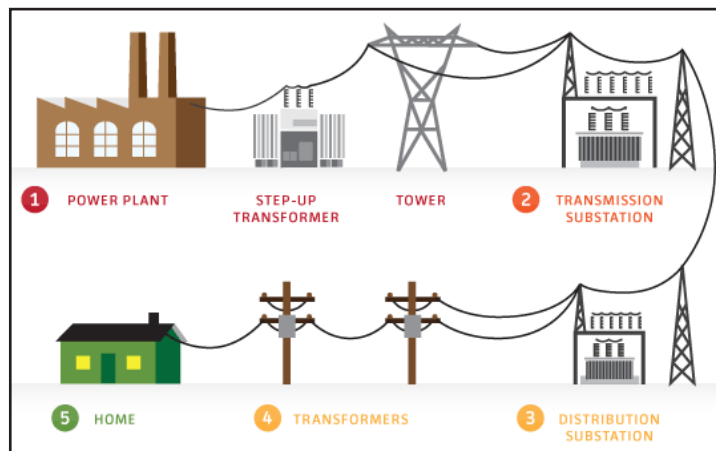 1 POWER PLANT
STEP-UP
TRANSFORMER
TOWER
2 TRANSMISSION
SUBSTATION
5 HOME
4 TRANSFORMERS
3 DISTRIBUTION
SUBSTATION